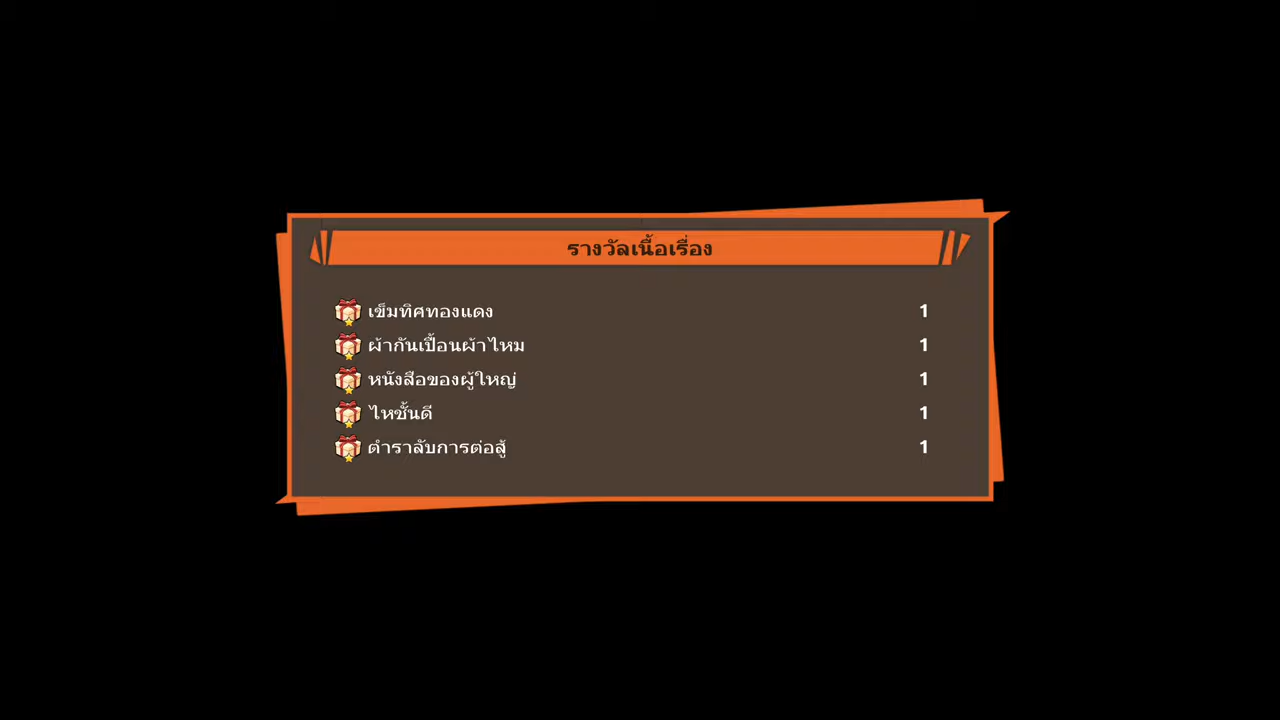 รางวัลเนื้อเรื่อง
เข็มทิศทองแดง 1
ผ้ากันเปื้อนผ้าไหม 1
หนังสือของผู้ใหญ่ 1
ไหชั้นดี 1
ตำราลับการต่อสู้ 1